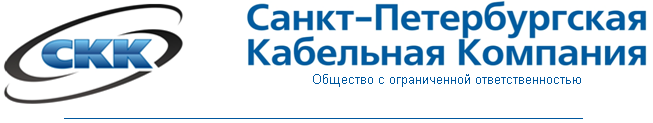 СКК
Санкт-Петербургская
Кабельная Компания
Общество с ограниченной ответственностью